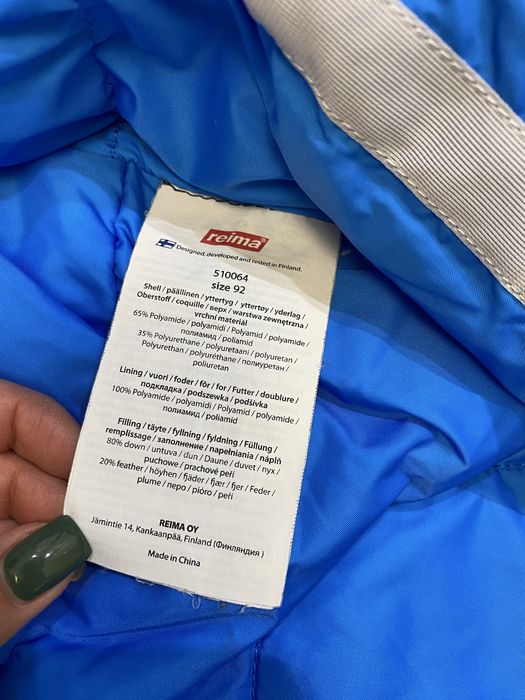 reima
Designed, developed and tested in Finland.
510064
size 92
Shell / päällinen / yttertyg / yttertøy / yderlag /
Oberstoff / coquille / верх / warstwa zewnętrzna /
vrchní materiál
65% Polyamide / polyamidi / Polyamid / polyamide /
полиамид / poliamid
35% Polyurethane / polyuretaani / polyuretan /
Polyurethan / polyuréthane / полиуретан /
poliuretan
Lining / vuori / foder / fôr / for / Futter / doublure /
подкладка / podszewka / podšívka
100% Polyamide / polyamidi / Polyamid / polyamide /
полиамид / poliamid
Filling / täyte / fyllning / fyldning / Füllung /
remplissage / заполнение / napełniania / náplň
80% down / untuva / dun / Daune / duvet / пух /
puchowe / prachové peří
20% feather / höyhen / fjäder / fjær / fjer / Feder /
plume / перо / pióro / peří
REIMA OY
Jämintie 14, Kankaanpää, Finland (Финляндия )
Made in China